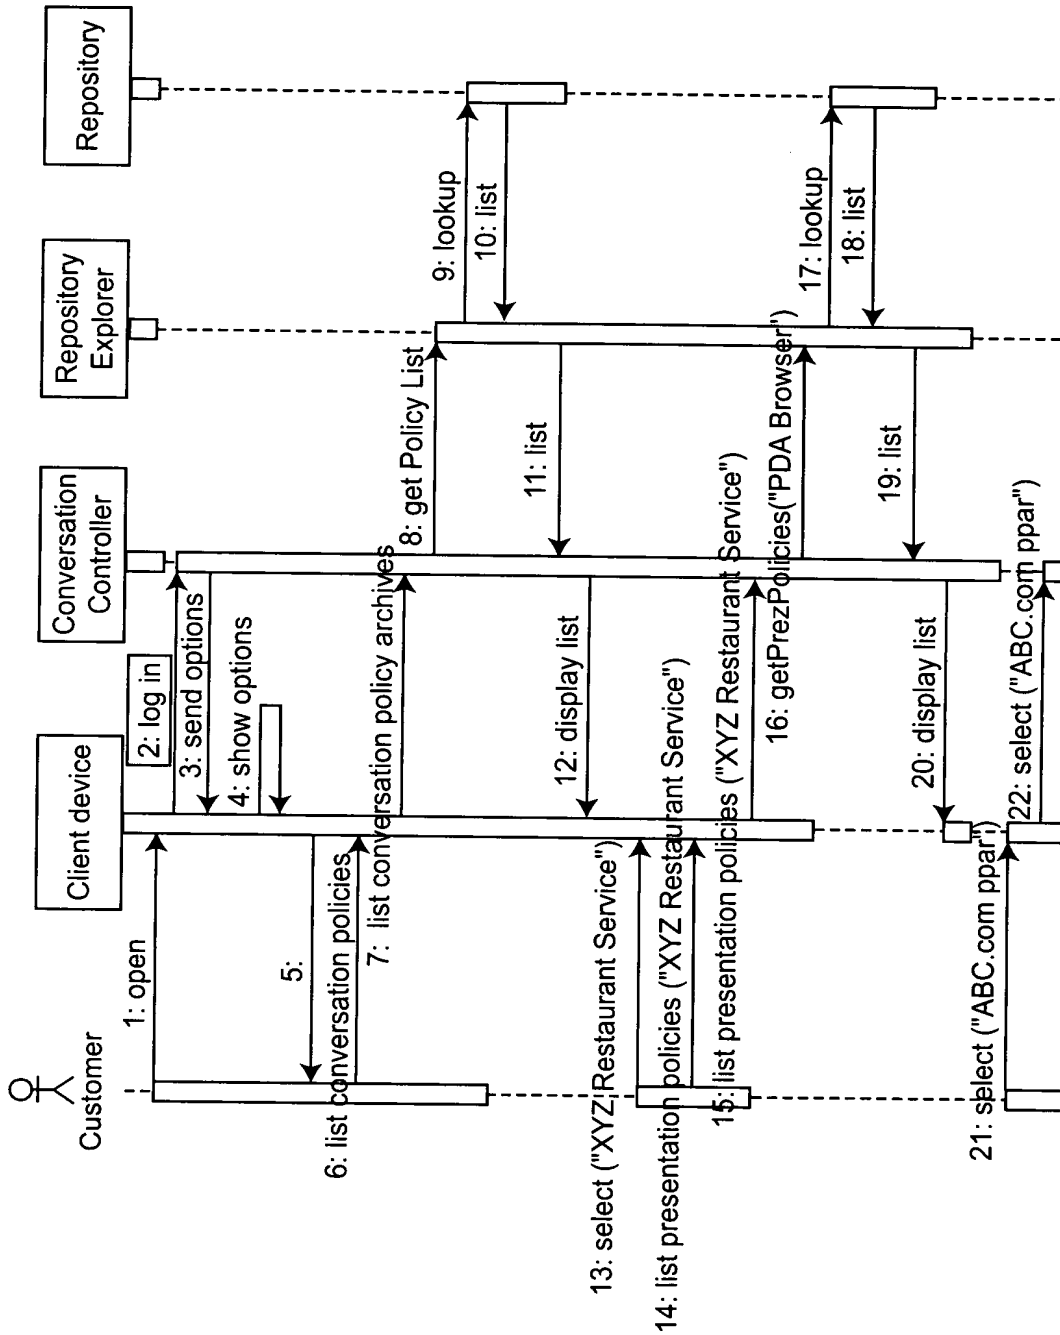 Customer
Client device
Conversation
Controller
Repository
Explorer
Repository
1: open
2: log in
3: send options
4: show options
5:
6: list conversation policies
7: list conversation policy archives
8: get Policy List
9: lookup
10: list
11: list
12: display list
13: select ("XYZ Restaurant Service")
14: list presentation policies ("XYZ Restaurant Service")
15: list presentation policies ("XYZ Restaurant Service")
16: getPrezPolicies("PDA Browser")
17: lookup
18: list
19: list
20: display list
21: select ("ABC.com ppar")
22: select ("ABC.com ppar")